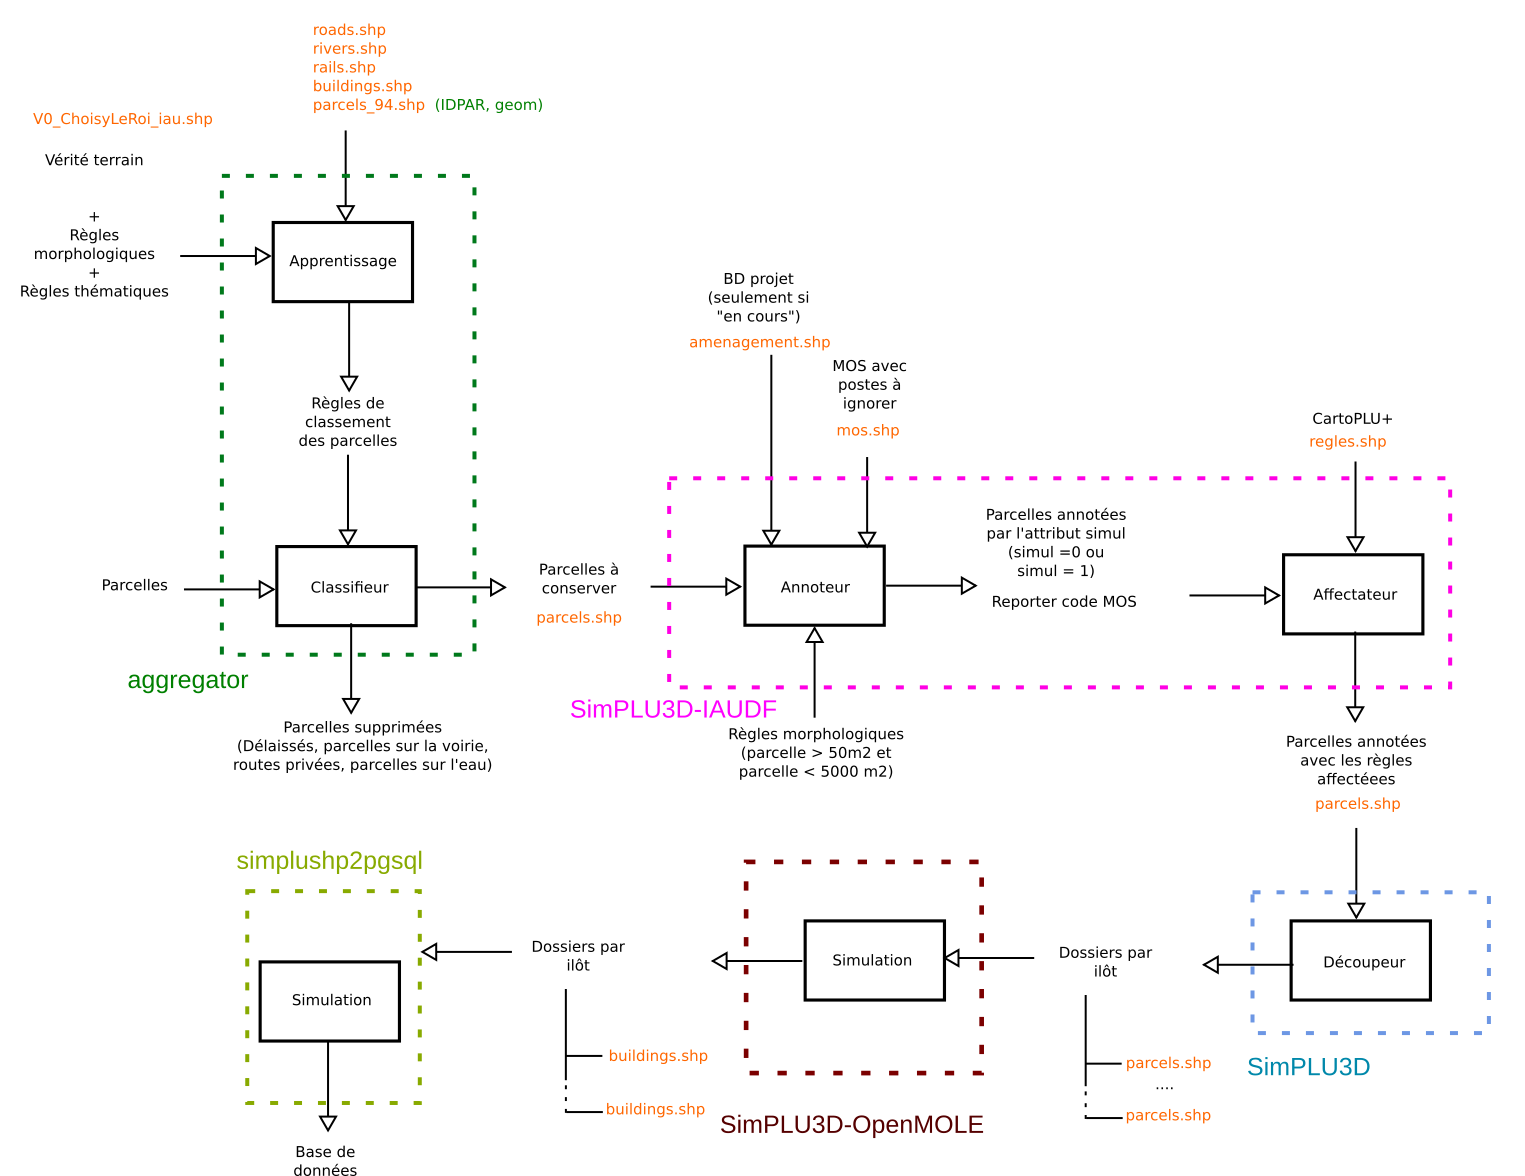 roads.shp
rivers.shp
rails.shp
buildings.shp
parcels_94.shp (IDPAR, geom)
V0_ChoisyLeRoi_iau.shp
Vérité terrain
+
Règles
morphologiques
+
Règles thématiques
Apprentissage
Règles de
classement
des parcelles
Parcelles
Classifieur
aggregator
Parcelles supprimées
(Délaissés, parcelles sur la voirie,
routes privées, parcelles sur l'eau)
Parcelles à
conserver
parcels.shp
BD projet
(seulement si
"en cours")
amenagement.shp
MOS avec
postes à
ignorer
mos.shp
Annoteur
SimPLU3D-IAUDF
Règles morphologiques
(parcelle > 50m2 et
parcelle < 5000 m2)
Parcelles annotées
par l'attribut simul
(simul =0 ou
simul = 1)
Reporter code MOS
CartoPLU+
regles.shp
Affectateur
Parcelles annotées
avec les règles
affectéees
parcels.shp
Découpeur
SimPLU3D
Dossiers par
ilôt
parcels.shp
....
parcels.shp
Simulation
SimPLU3D-OpenMOLE
Dossiers par
ilôt
buildings.shp
buildings.shp
simplushp2pgsql
Simulation
Base de
données